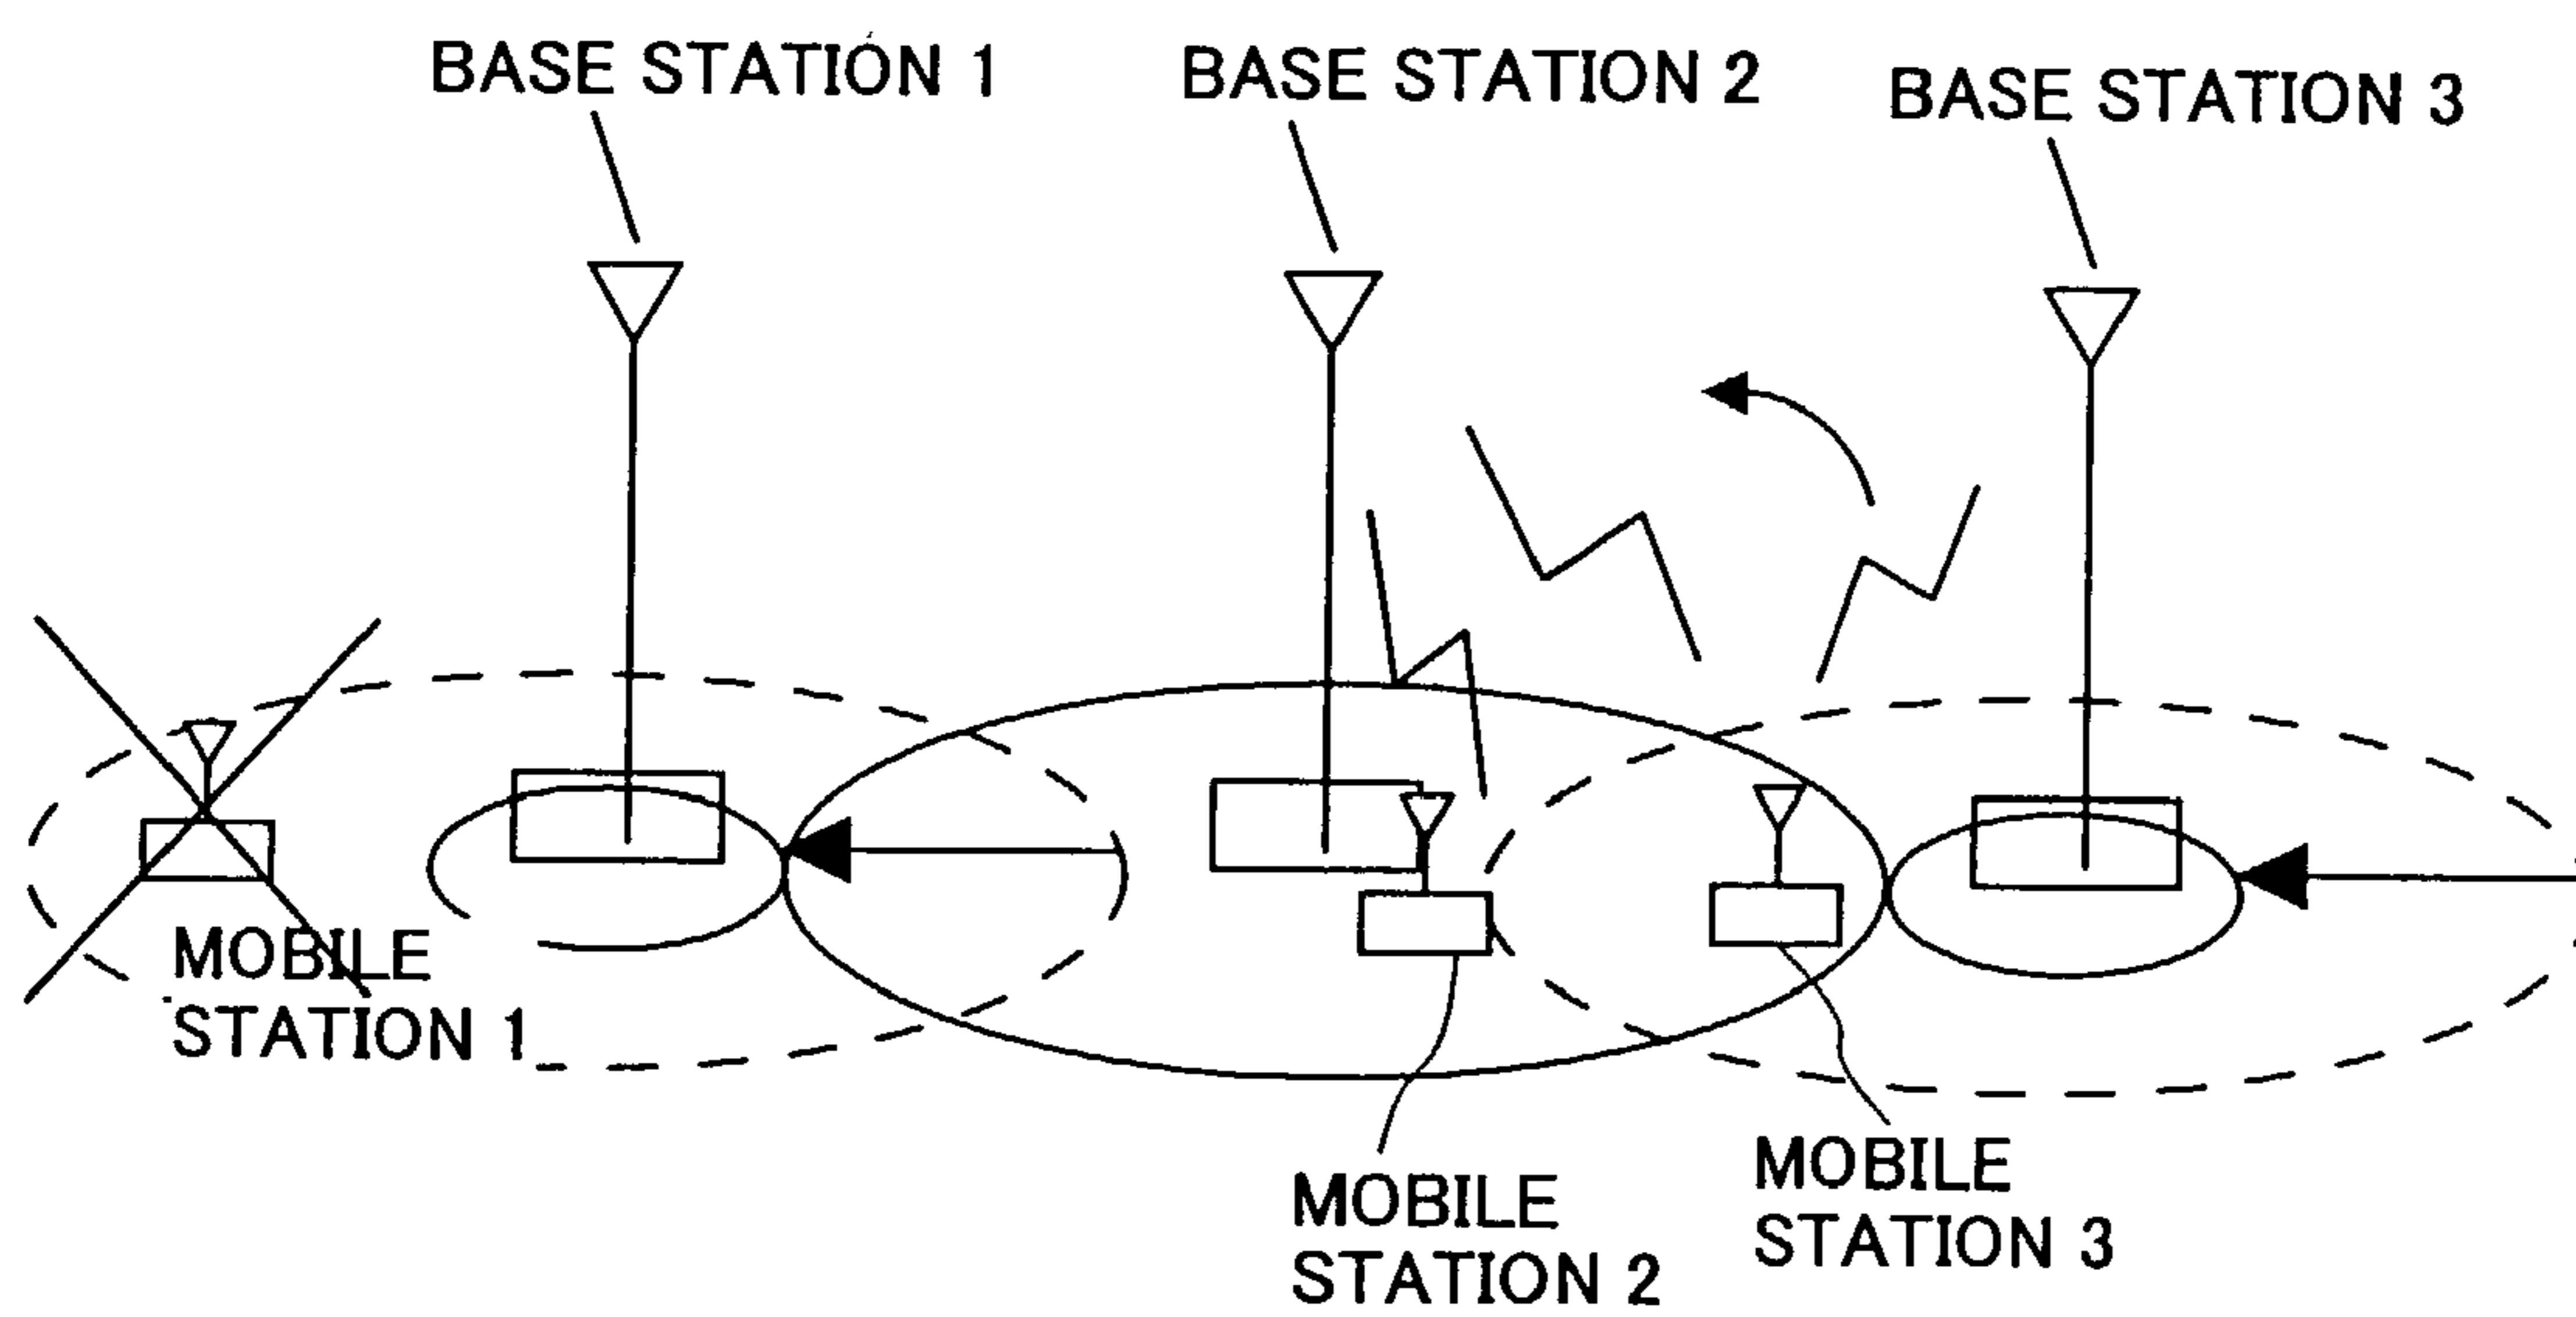 BASE STATION 1
BASE STATION 2
BASE STATION 3
MOBILE
STATION 1
MOBILE
STATION 2
MOBILE
STATION 3